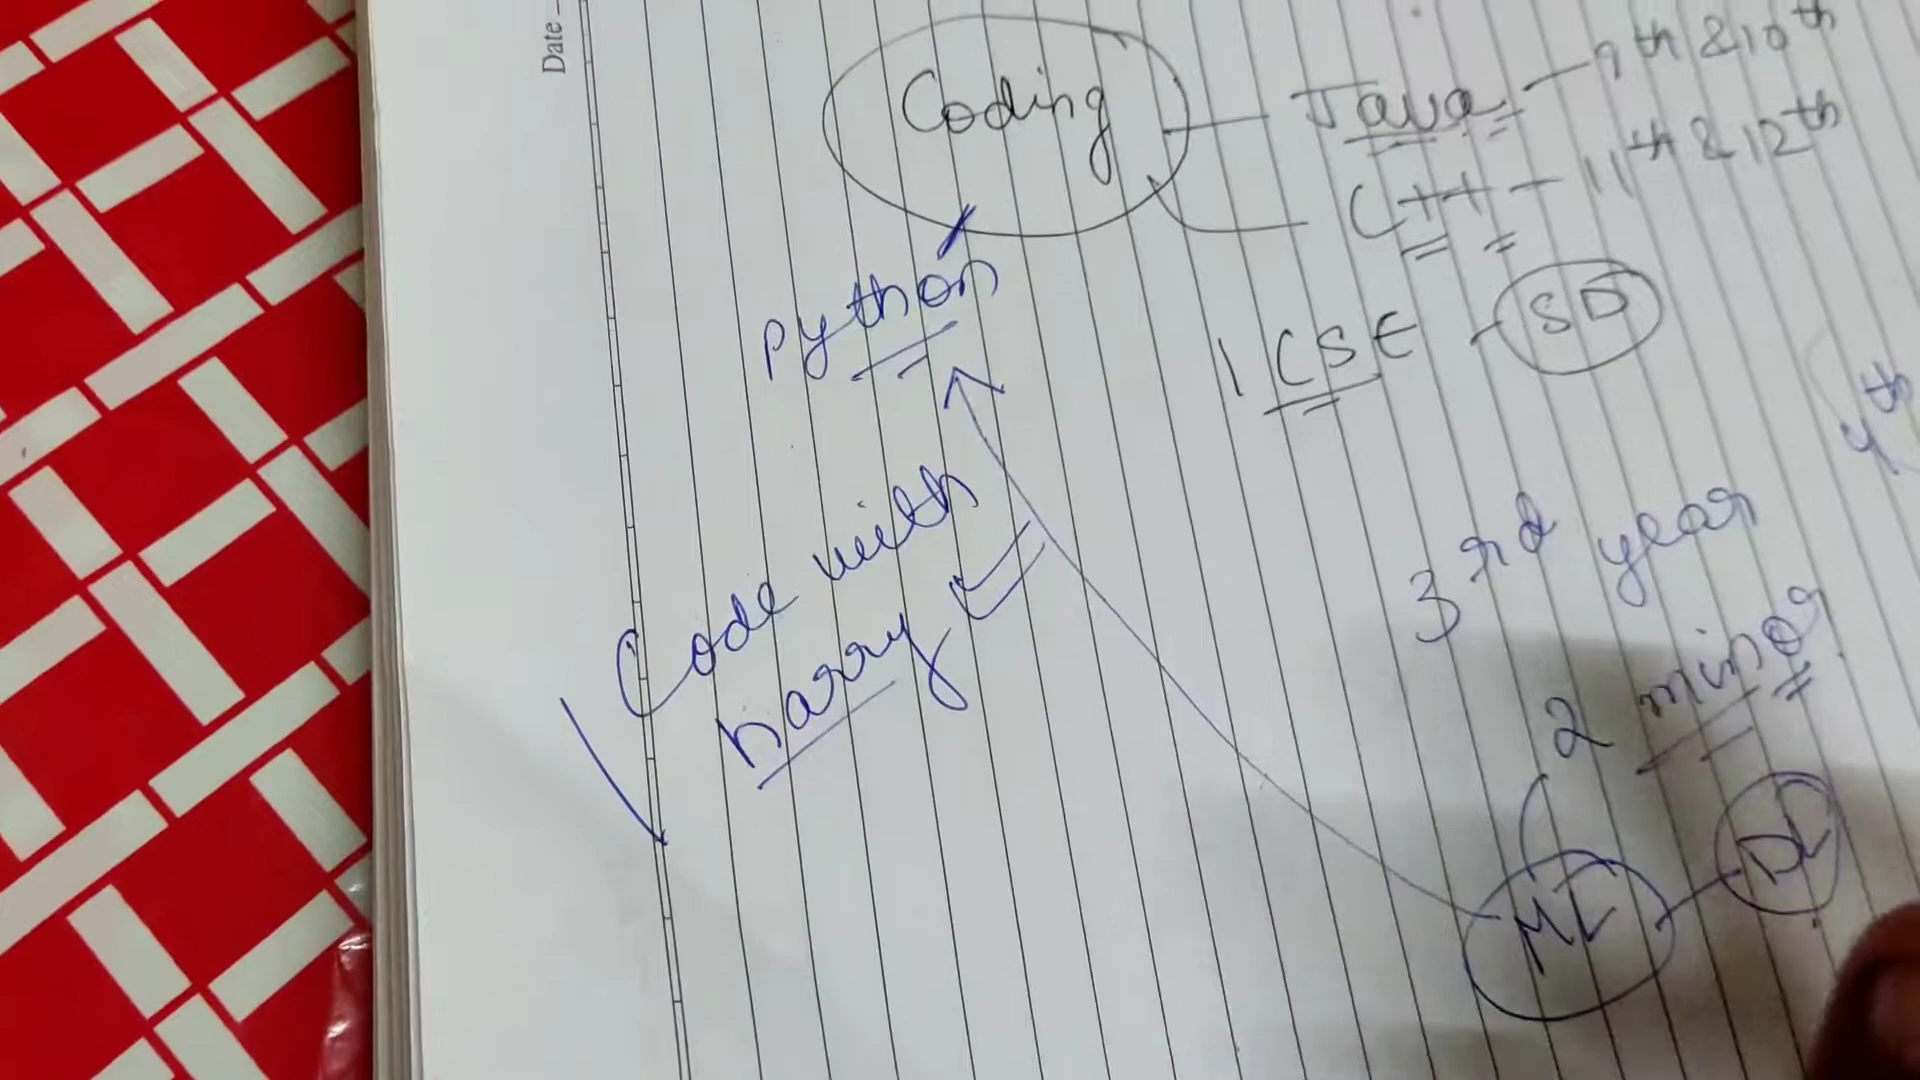 Date
Coding
Java - 9th & 10th
C++ - 11th & 12th
Python
ICSE - SD
4th
Code with
harry
3rd year
2 minor
ML
DL